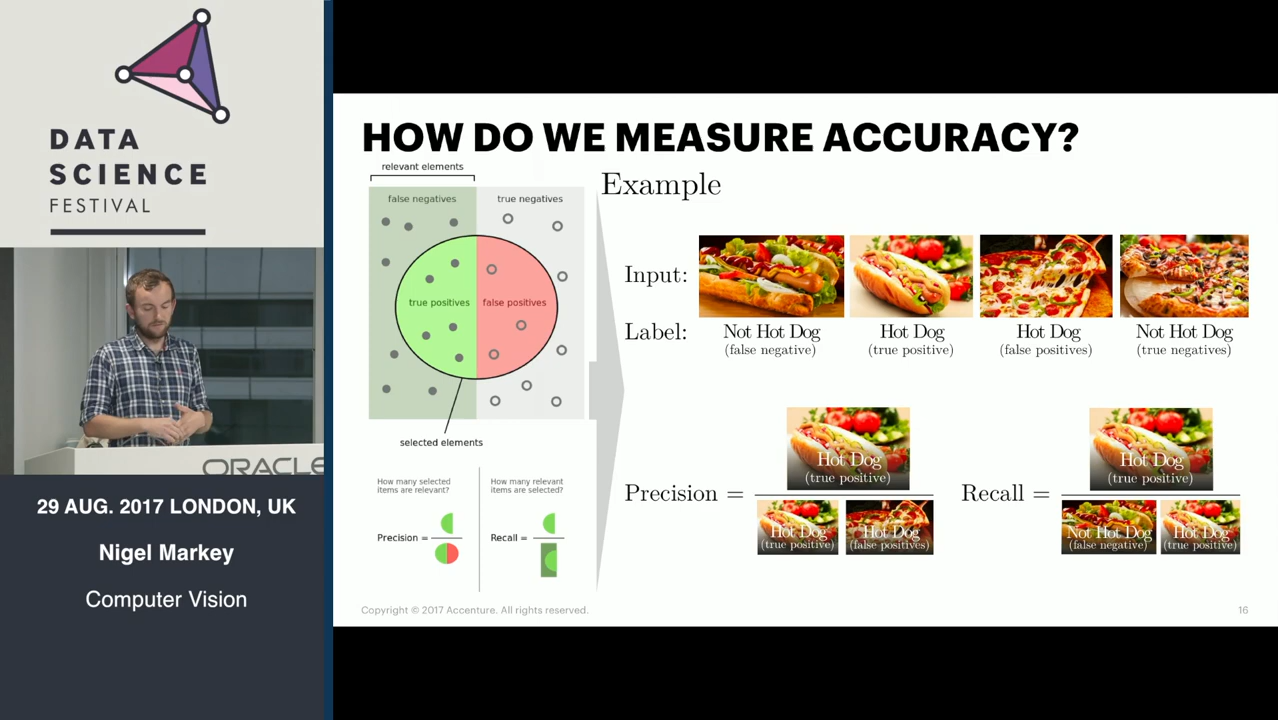 DATA
SCIENCE
FESTIVAL
ORACLE
29 AUG. 2017 LONDON, UK
Nigel Markey
Computer Vision
HOW DO WE MEASURE ACCURACY?
relevant elements
false negatives
true negatives
true positives
false positives
selected elements
How many selected
items are relevant?
How many relevant
items are selected?
Precision =
Recall =
Example
Input:
Label:
Not Hot Dog
(false negative)
Hot Dog
(true positive)
Hot Dog
(false positives)
Not Hot Dog
(true negatives)
Precision =
Hot Dog
(true positive)
Hot Dog
(true positive)
Hot Dog
(false positives)
Recall =
Hot Dog
(true positive)
Not Hot Dog
(false negative)
Hot Dog
(true positive)
Copyright © 2017 Accenture. All rights reserved.
16